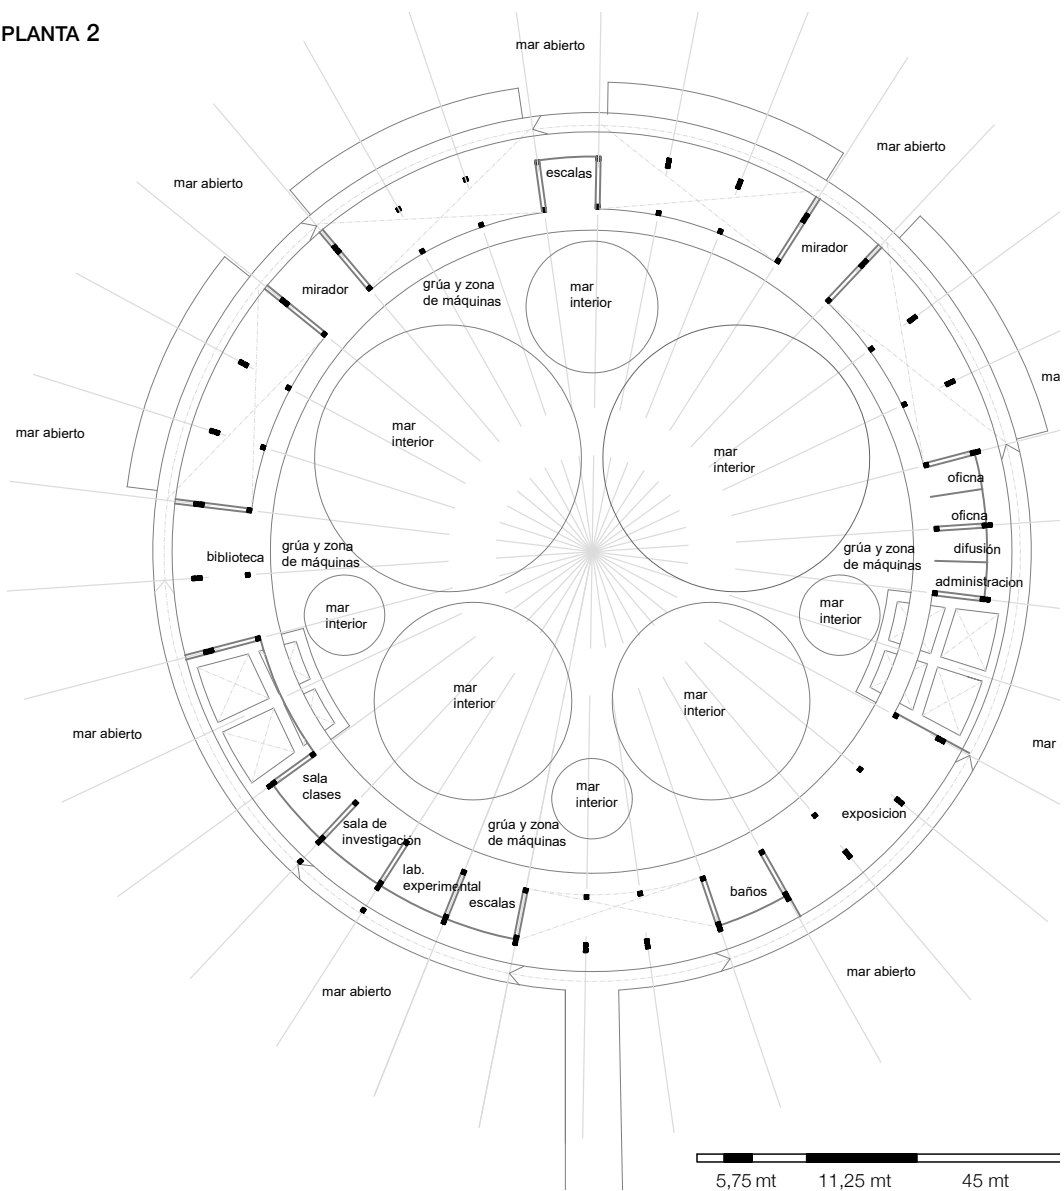 PLANTA 2
mar abierto
mar abierto
escalas
mar abierto
mirador
mirador
grúa y zona
de máquinas
mar
interior
ma
mar abierto
mar
interior
mar
interior
oficna
oficna
biblioteca
grúa y zona
de máquinas
grúa y zona
de máquinas
difusión
administracion
mar
interior
mar
interior
mar
interior
mar
interior
mar abierto
mar
sala
clases
mar
interior
exposicion
sala de
investigación
grúa y zona
de máquinas
lab.
experimental
escalas
baños
mar abierto
mar abierto
5,75 mt
11,25 mt
45 mt